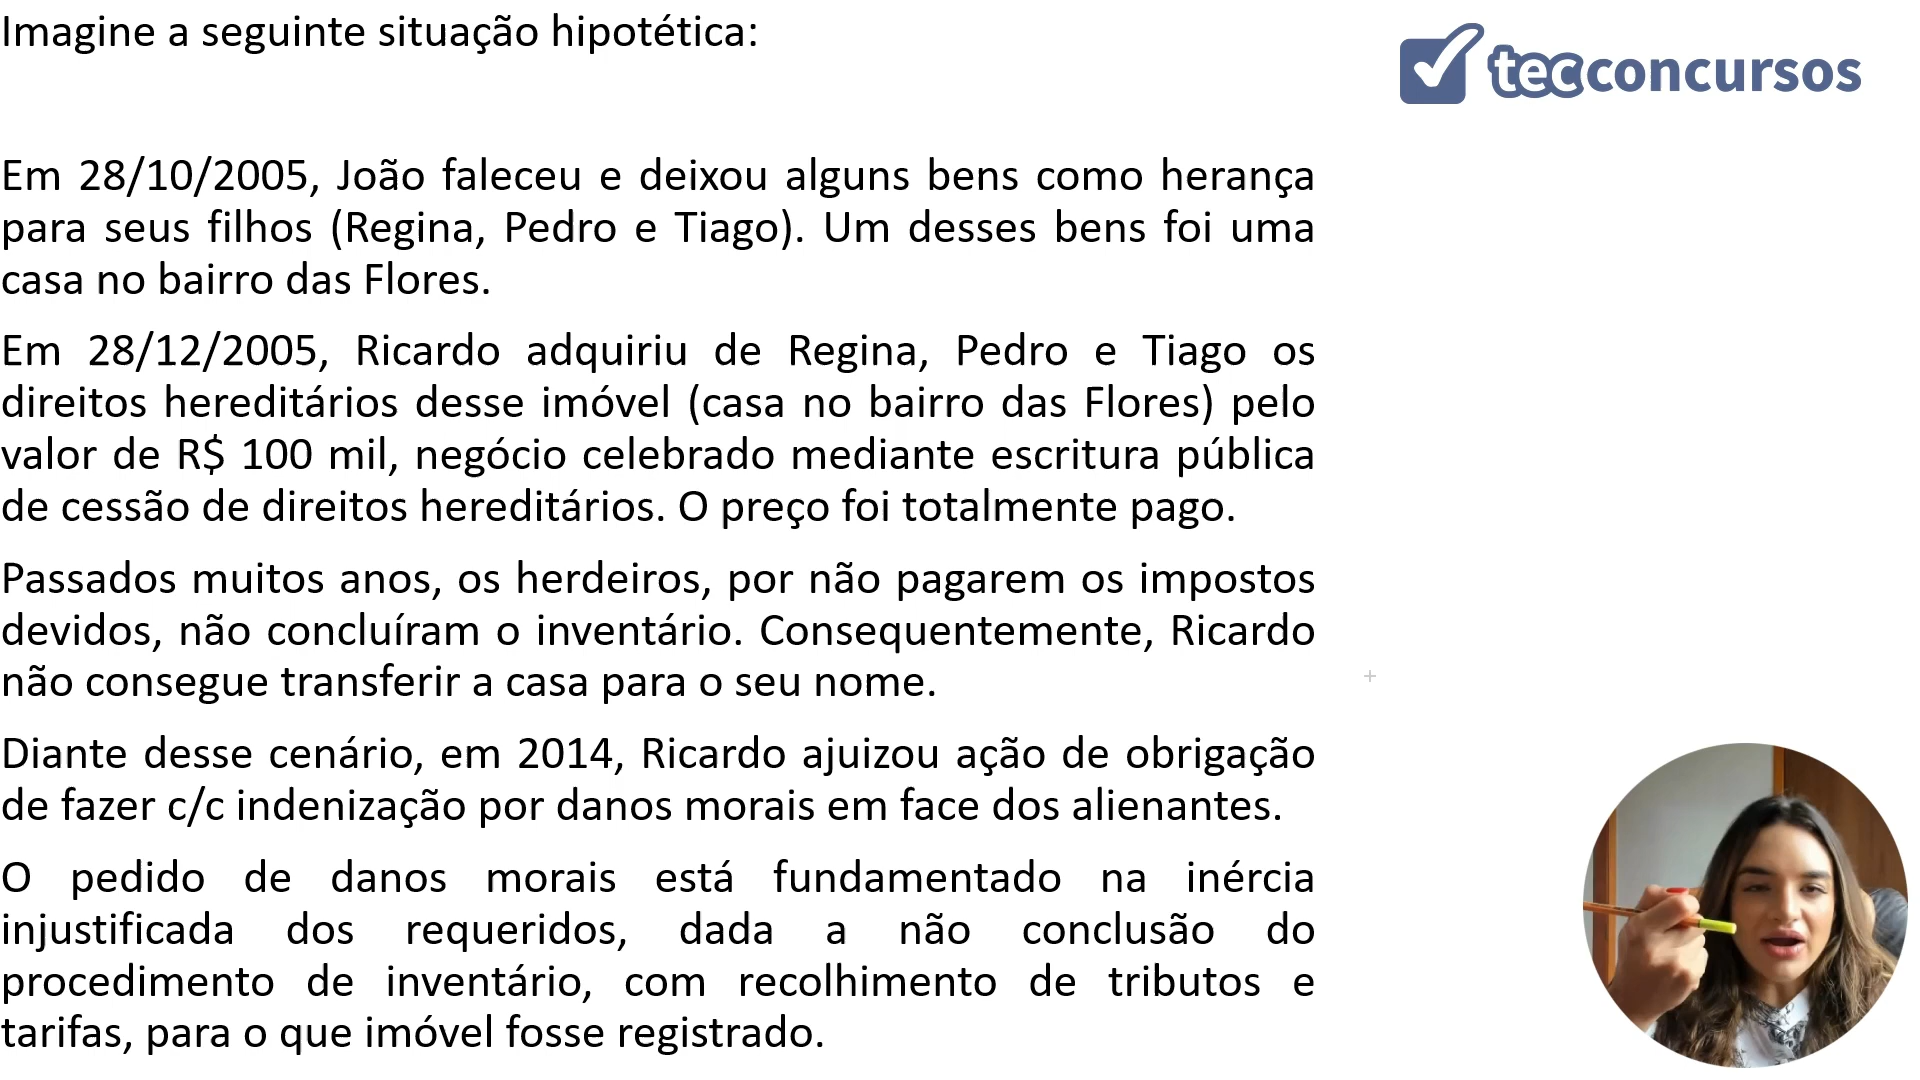 Imagine a seguinte situação hipotética:
tecconcursos
Em 28/10/2005, João faleceu e deixou alguns bens como herança
para seus filhos (Regina, Pedro e Tiago). Um desses bens foi uma
casa no bairro das Flores.
Em 28/12/2005, Ricardo adquiriu de Regina, Pedro e Tiago os
direitos hereditários desse imóvel (casa no bairro das Flores) pelo
valor de R$ 100 mil, negócio celebrado mediante escritura pública
de cessão de direitos hereditários. O preço foi totalmente pago.
Passados muitos anos, os herdeiros, por não pagarem os impostos
devidos, não concluíram o inventário. Consequentemente, Ricardo
não consegue transferir a casa para o seu nome.
Diante desse cenário, em 2014, Ricardo ajuizou ação de obrigação
de fazer c/c indenização por danos morais em face dos alienantes.
O pedido de danos morais está fundamentado na inércia
injustificada dos requeridos, dada a não conclusão do
procedimento de inventário, com recolhimento de tributos e
tarifas, para o que imóvel fosse registrado.